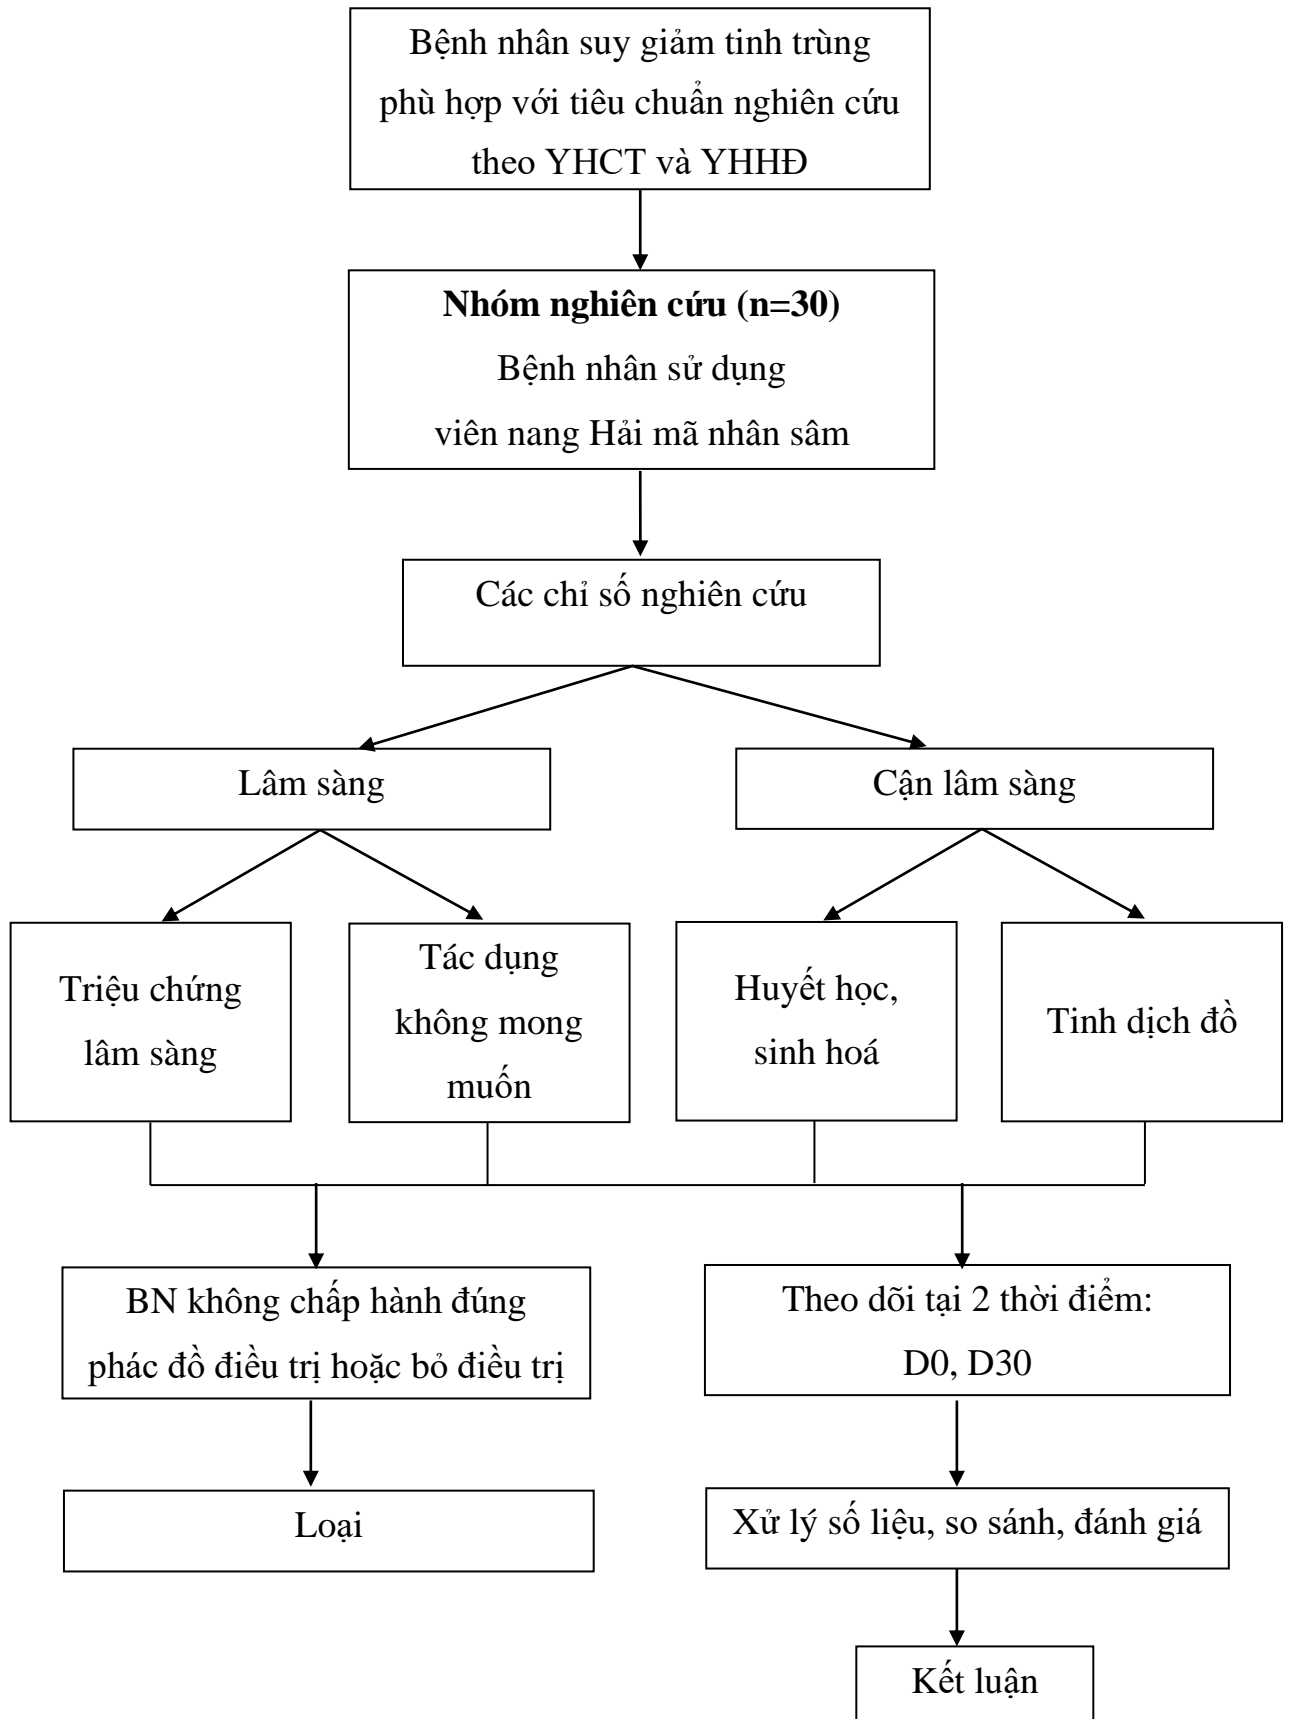 Bệnh nhân suy giảm tinh trùng
phù hợp với tiêu chuẩn nghiên cứu
theo YHCT và YHHĐ
Nhóm nghiên cứu (n=30)
Bệnh nhân sử dụng
viên nang Hải mã nhân sâm
Các chỉ số nghiên cứu
Lâm sàng
Cận lâm sàng
Triệu chứng
lâm sàng
Tác dụng
không mong
muốn
Huyết học,
sinh hoá
Tinh dịch đồ
BN không chấp hành đúng
phác đồ điều trị hoặc bỏ điều trị
Theo dõi tại 2 thời điểm:
D0, D30
Loại
Xử lý số liệu, so sánh, đánh giá
Kết luận